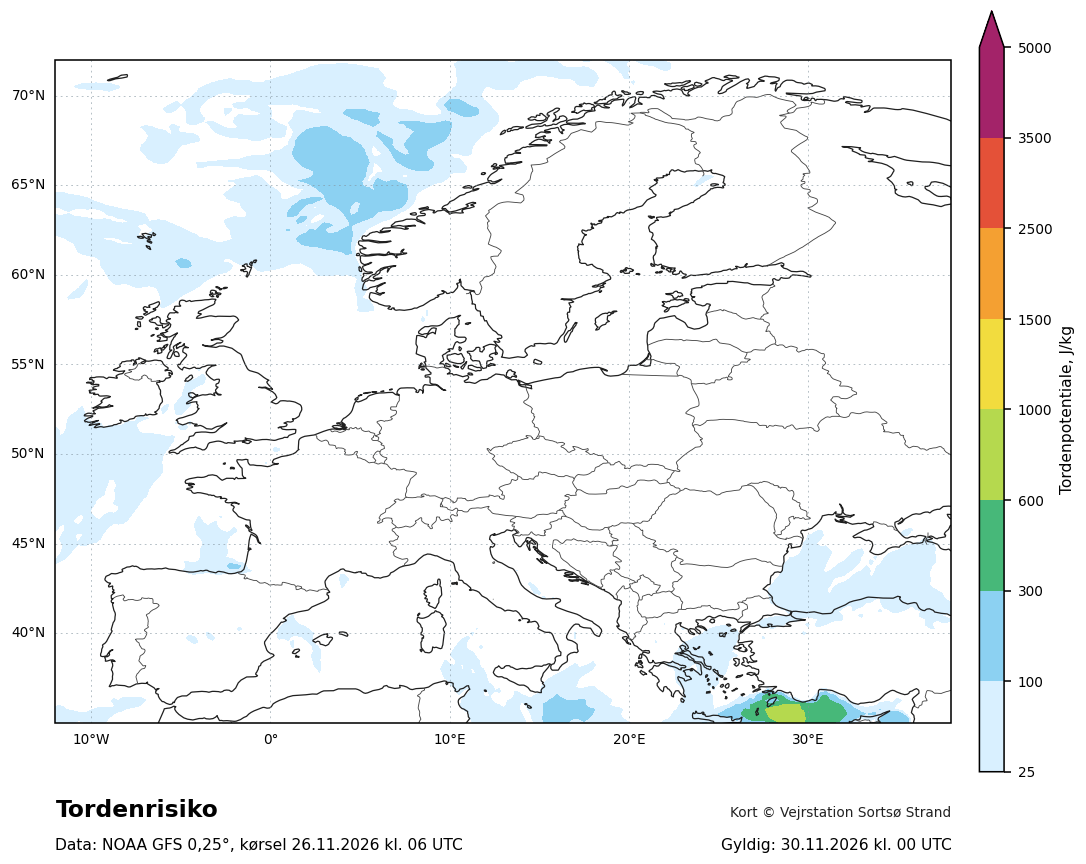 70°N
65°N
60°N
55°N
50°N
45°N
40°N
10°W
0°
10°E
20°E
30°E
5000
3500
2500
1500
1000
600
300
100
25
Tordenpotentiale, J/kg
Tordenrisiko
Kort © Vejrstation Sortsø Strand
Data: NOAA GFS 0,25°, kørsel 26.11.2026 kl. 06 UTC
Gyldig: 30.11.2026 kl. 00 UTC